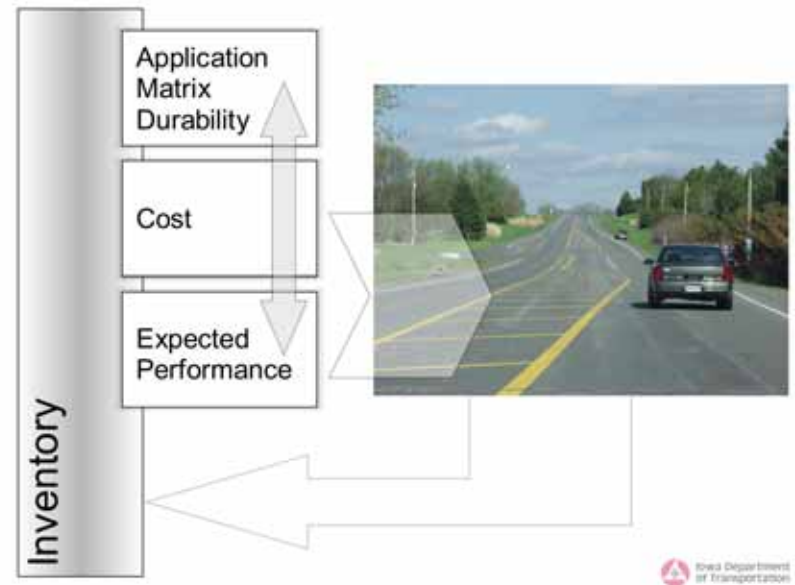 Application
Matrix
Durability
Cost
Expected
Performance
Inventory
Iowa Department
of Transportation